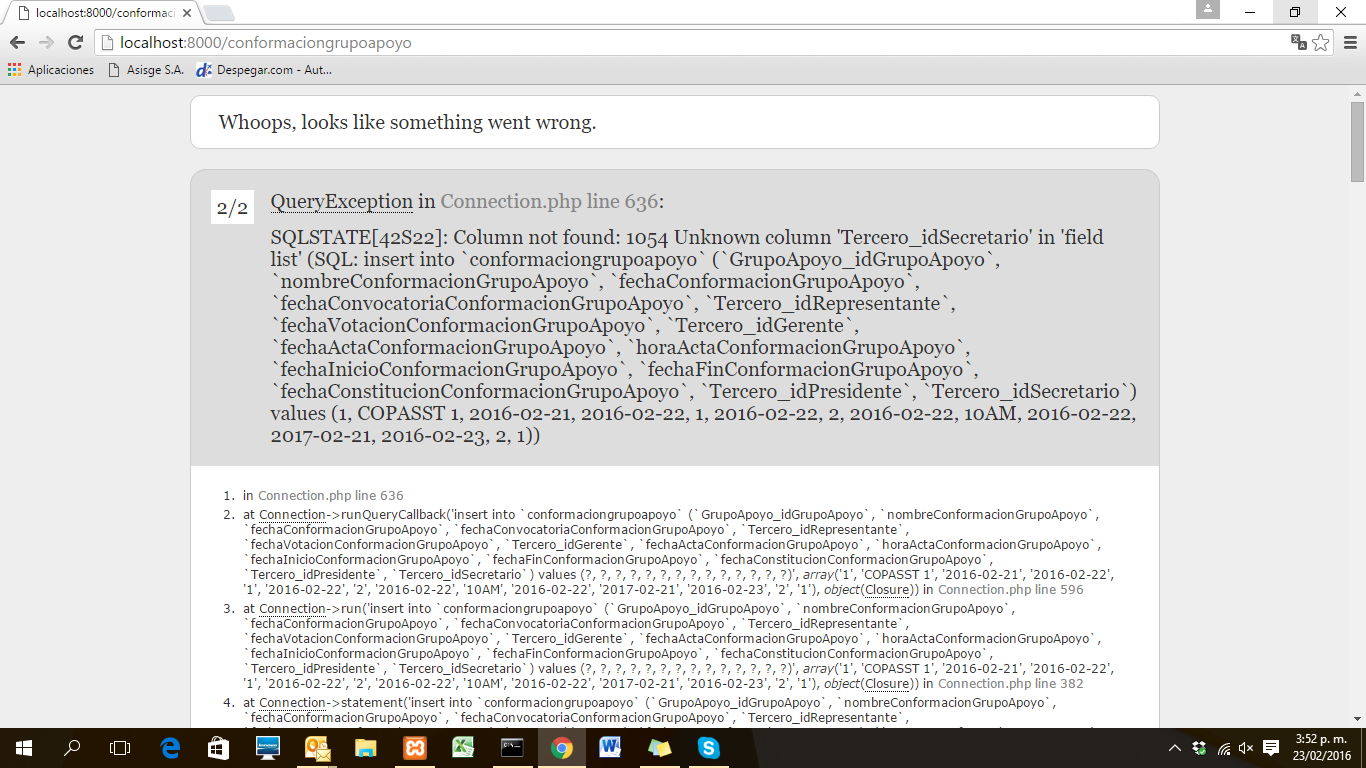 localhost:8000/conformaci
localhost:8000/conformaciongrupoapoyo
Aplicaciones
Asisge S.A.
Despegar.com - Aut...
Whoops, looks like something went wrong.
2/2
QueryException in Connection.php line 636:
SQLSTATE[42S22]: Column not found: 1054 Unknown column 'Tercero_idSecretario' in 'field
list' (SQL: insert into `conformaciongrupoapoyo` (`GrupoApoyo_idGrupoApoyo`,
`nombreConformacionGrupoApoyo`, `fechaConformacionGrupoApoyo`,
`fechaConvocatoriaConformacionGrupoApoyo`, `Tercero_idRepresentante`,
`fechaVotacionConformacionGrupoApoyo`, `Tercero_idGerente`,
`fechaActaConformacionGrupoApoyo`, `horaActaConformacionGrupoApoyo`,
`fechaInicioConformacionGrupoApoyo`, `fechaFinConformacionGrupoApoyo`,
`fechaConstitucionConformacionGrupoApoyo`, `Tercero_idPresidente`, `Tercero_idSecretario`)
values (1, COPASST 1, 2016-02-21, 2016-02-22, 1, 2016-02-22, 2, 2016-02-22, 10AM, 2016-02-22,
2017-02-21, 2016-02-23, 2, 1))
1. in Connection.php line 636
2. at Connection->runQueryCallback('insert into `conformaciongrupoapoyo` (`GrupoApoyo_idGrupoApoyo`, `nombreConformacionGrupoApoyo`,
`fechaConformacionGrupoApoyo`, `fechaConvocatoriaConformacionGrupoApoyo`, `Tercero_idRepresentante`,
`fechaVotacionConformacionGrupoApoyo`, `Tercero_idGerente`, `fechaActaConformacionGrupoApoyo`, `horaActaConformacionGrupoApoyo`,
`fechaInicioConformacionGrupoApoyo`, `fechaFinConformacionGrupoApoyo`, `fechaConstitucionConformacionGrupoApoyo`,
`Tercero_idPresidente`, `Tercero_idSecretario`) values (?, ?, ?, ?, ?, ?, ?, ?, ?, ?, ?, ?, ?, ?)', array('1', 'COPASST 1', '2016-02-21', '2016-02-22',
'1', '2016-02-22', '2', '2016-02-22', '10AM', '2016-02-22', '2017-02-21', '2016-02-23', '2', '1'), object(Closure)) in Connection.php line 596
3. at Connection->run('insert into `conformaciongrupoapoyo` (`GrupoApoyo_idGrupoApoyo`, `nombreConformacionGrupoApoyo`,
`fechaConformacionGrupoApoyo`, `fechaConvocatoriaConformacionGrupoApoyo`, `Tercero_idRepresentante`,
`fechaVotacionConformacionGrupoApoyo`, `Tercero_idGerente`, `fechaActaConformacionGrupoApoyo`, `horaActaConformacionGrupoApoyo`,
`fechaInicioConformacionGrupoApoyo`, `fechaFinConformacionGrupoApoyo`, `fechaConstitucionConformacionGrupoApoyo`,
`Tercero_idPresidente`, `Tercero_idSecretario`) values (?, ?, ?, ?, ?, ?, ?, ?, ?, ?, ?, ?, ?, ?)', array('1', 'COPASST 1', '2016-02-21', '2016-02-22',
'1', '2016-02-22', '2', '2016-02-22', '10AM', '2016-02-22', '2017-02-21', '2016-02-23', '2', '1'), object(Closure)) in Connection.php line 382
4. at Connection->statement('insert into `conformaciongrupoapoyo` (`GrupoApoyo_idGrupoApoyo`, `nombreConformacionGrupoApoyo`,
`fechaConformacionGrupoApoyo`, `fechaConvocatoriaConformacionGrupoApoyo`, `Tercero_idRepresentante`,
3:52 p. m.
23/02/2016